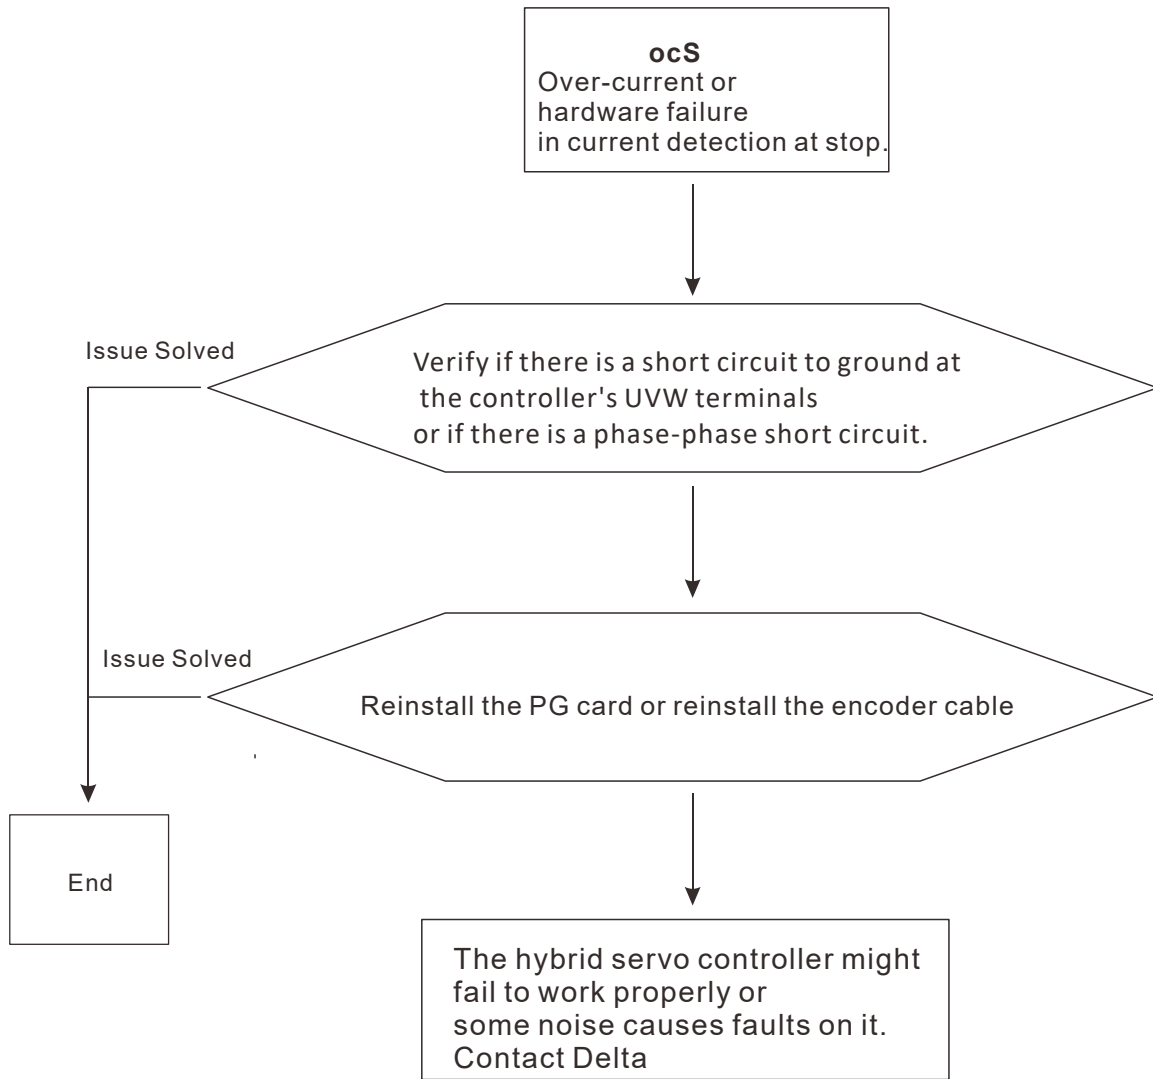 ocS
Over-current or
hardware failure
in current detection at stop.
Issue Solved
Verify if there is a short circuit to ground at
the controller's UVW terminals
or if there is a phase-phase short circuit.
Issue Solved
Reinstall the PG card or reinstall the encoder cable
End
The hybrid servo controller might
fail to work properly or
some noise causes faults on it.
Contact Delta